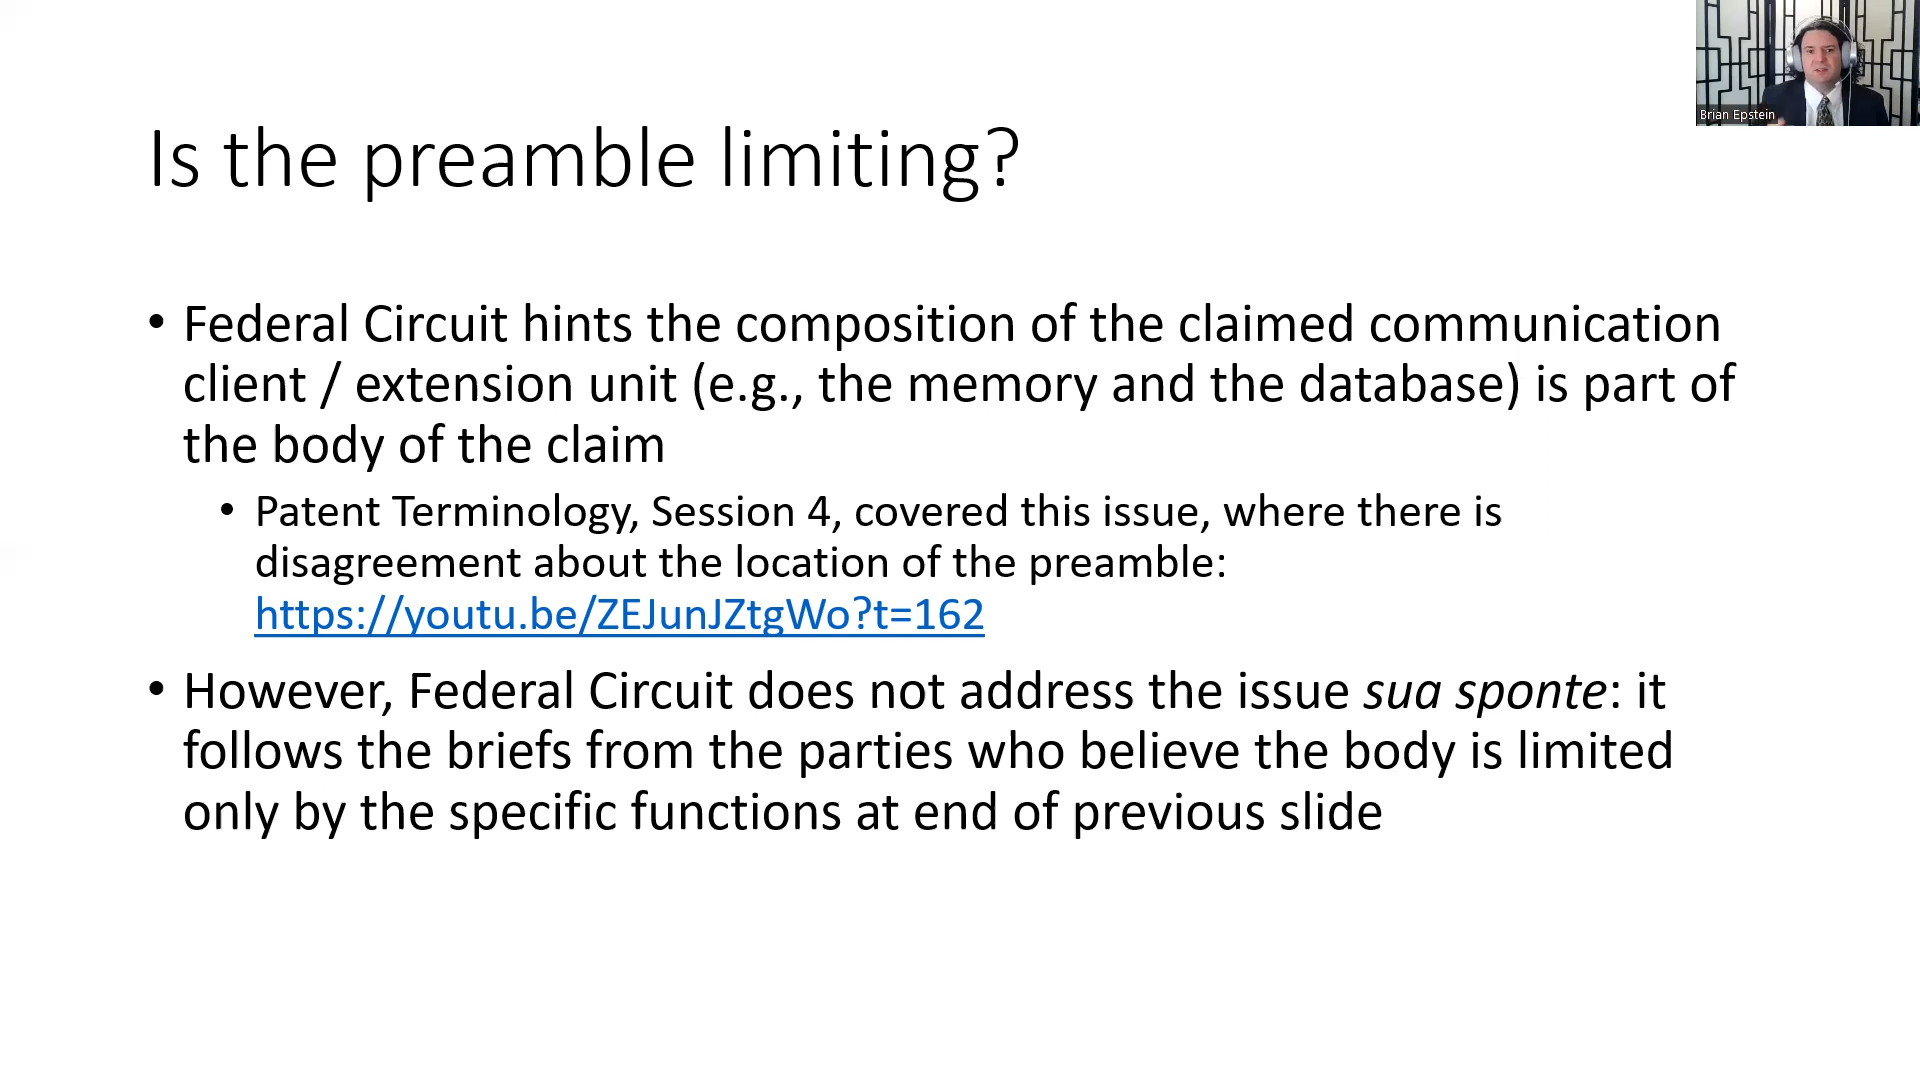 Brian Epstein
Is the preamble limiting?
• Federal Circuit hints the composition of the claimed communication
client / extension unit (e.g., the memory and the database) is part of
the body of the claim
• Patent Terminology, Session 4, covered this issue, where there is
disagreement about the location of the preamble:
https://youtu.be/ZEJunJZtgWo?t=162
• However, Federal Circuit does not address the issue sua sponte: it
follows the briefs from the parties who believe the body is limited
only by the specific functions at end of previous slide